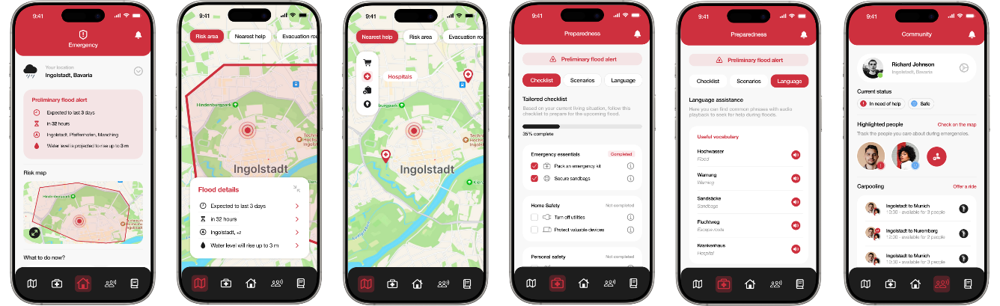 9:41
Emergency
Your location
Ingolstadt, Bavaria
Preliminary flood alert
Expected to last 3 days
in 32 hours
Ingolstadt, Pfaffenhofen, Manching
Water level is projected to rise up to 3 m
Risk map
Hindenburgpark
What to do now?
9:41
Risk area
Nearest help
Evacuation rou
Hindenburgpark
Ingolstadt
Flood details
Expected to last 3 days
in 32 hours
Ingolstadt, +2
Water level will rise up to 3 m
9:41
Nearest help
Risk area
Evacuation rou
Hospitals
burgpark
Ingolstadt
9:41
Preparedness
Preliminary flood alert
Checklist
Scenarios
Language
Tailored checklist
Based on your current living situation, follow this
checklist to prepare for the upcoming flood.
35% complete
Emergency essentials
Completed
Pack an emergency kit
Secure sandbags
Home Safety
Not completed
Turn off utilities
Protect valuable devices
Personal safety
Not completed
9:41
Preparedness
Preliminary flood alert
Checklist
Scenarios
Language
Language assistance
Here you can find common phrases with audio
playback to seek for help during floods.
Useful vocabulary
Hochwasser
Flood
Warnung
Warning
Sandsäcke
Sandbags
Fluchtweg
Escape route
Krankenhaus
Hospital
9:41
Community
Richard Johnson
Ingolstadt, Bavaria
Current status
In need of help
Safe
Highlighted people
Check on the map
Track the people you care about during emergencies.
Carpooling
Offer a ride
Ingolstadt to Munich
10:30 - available for 3 people
Ingolstadt to Nuremberg
12:00 - available for 2 people
Ingolstadt to Munich
10:30 - available for 3 people